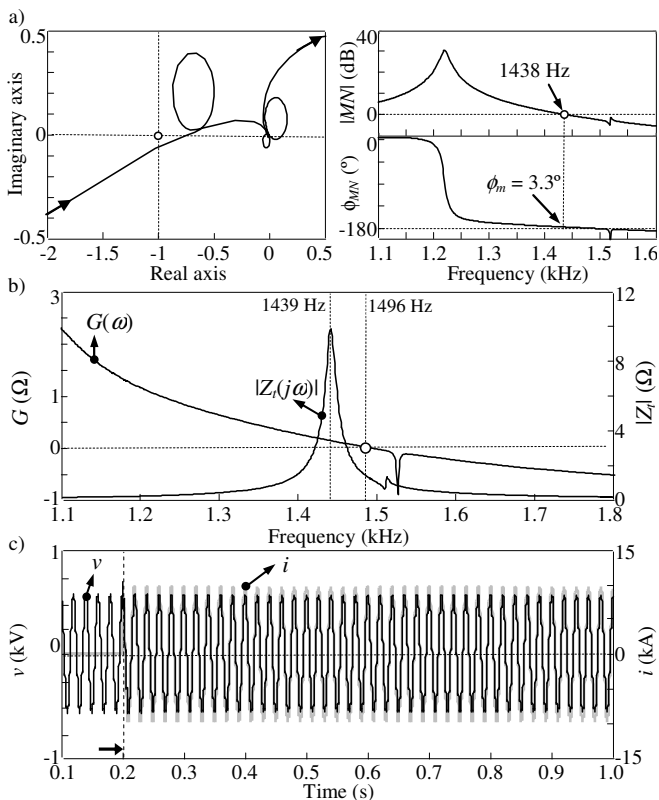 a)
0.5
0
-0.5
Imaginary axis
-2
-1.5
-1
-0.5
0
0.5
Real axis
40
20
0
|MN| (dB)
1438 Hz
0
-180
ϕMN (º)
ϕm = 3.3º
1.1
1.2
1.3
1.4
1.5
1.6
Frequency (kHz)
b)
3
2
1
0
-1
G (Ω)
G(ω)
1439 Hz
1496 Hz
|Zt(jω)|
12
9
6
3
0
|Zt| (Ω)
1.1
1.2
1.3
1.4
1.5
1.6
1.7
1.8
Frequency (kHz)
c)
1
0
-1
v (kV)
v
i
15
0
-15
i (kA)
0.1
0.2
0.3
0.4
0.5
0.6
0.7
0.8
0.9
1.0
Time (s)